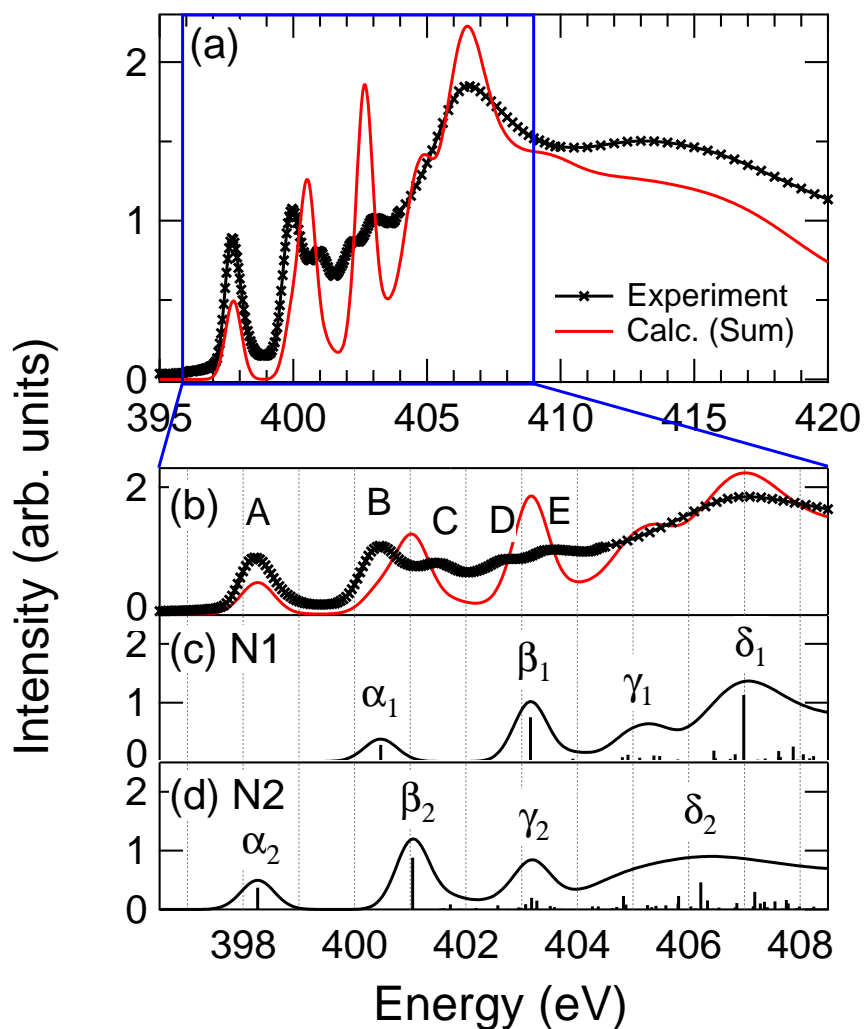 (a)
2
1
0
Experiment
Calc. (Sum)
395 400 405 410 415 420
Intensity (arb. units)
(b)
A B C D E
2
1
0
(c) N1
α1 β1 γ1 δ1
2
1
0
(d) N2
α2 β2 γ2 δ2
2
1
0
398 400 402 404 406 408
Energy (eV)